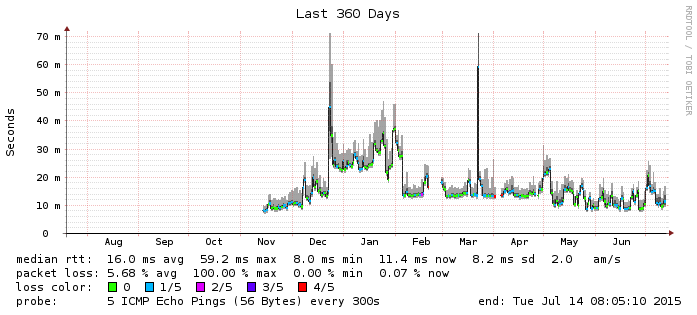 Last 360 Days
RRDTOOL / TOBI OETIKER
Seconds
70 m
60 m
50 m
40 m
30 m
20 m
10 m
0
Aug Sep Oct Nov Dec Jan Feb Mar Apr May Jun
median rtt: 16.0 ms avg 59.2 ms max 8.0 ms min 11.4 ms now 8.2 ms sd 2.0 am/s
packet loss: 5.68 % avg 100.00 % max 0.00 % min 0.07 % now
loss color: 0 1/5 2/5 3/5 4/5
probe: 5 ICMP Echo Pings (56 Bytes) every 300s end: Tue Jul 14 08:05:10 2015